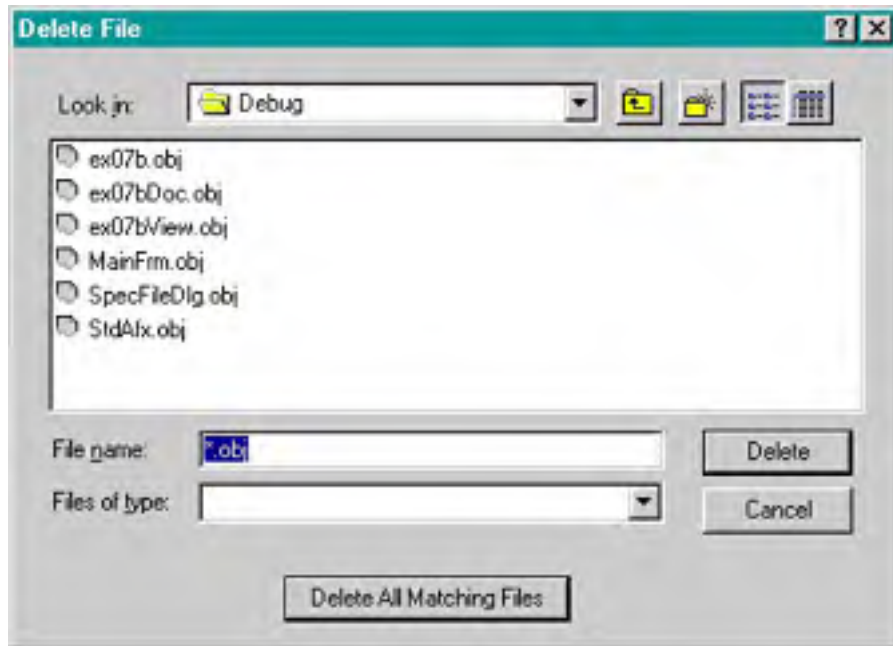 Delete File
Look in: Debug
ex07b.obj
ex07bDoc.obj
ex07bView.obj
MainFrm.obj
SpecFileDlg.obj
StdAfx.obj
File name: *.obj Delete
Files of type: Cancel
Delete All Matching Files